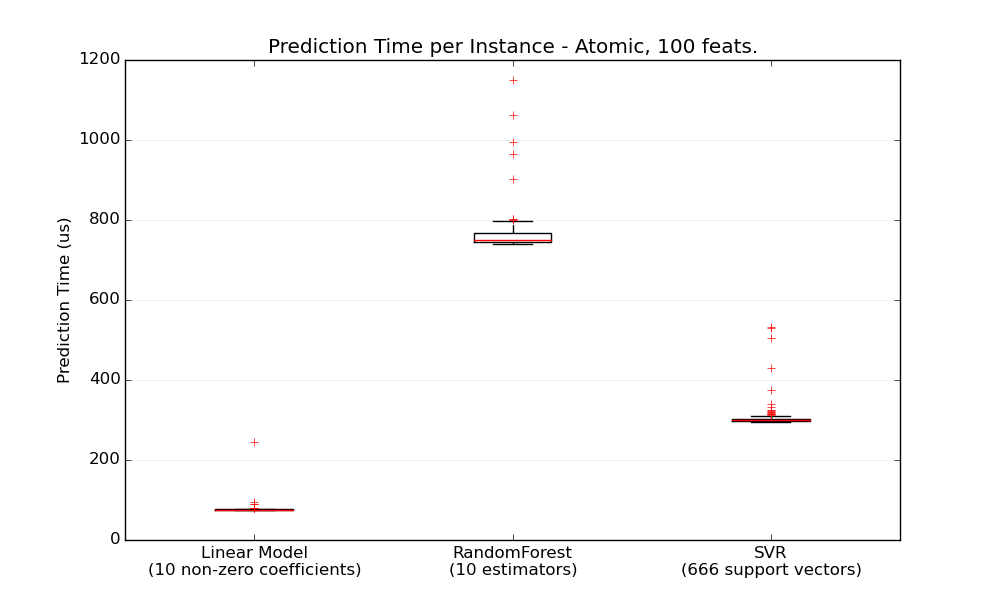 Prediction Time per Instance - Atomic, 100 feats.
1200
1000
800
600
400
200
0
Prediction Time (us)
Linear Model
(10 non-zero coefficients)
RandomForest
(10 estimators)
SVR
(666 support vectors)